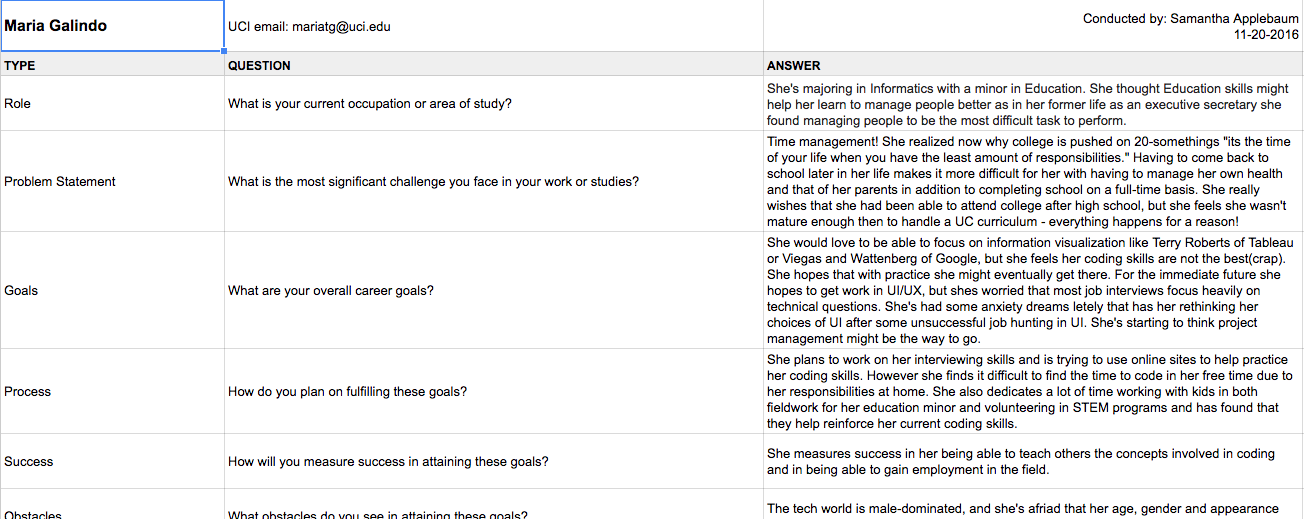 Maria Galindo
UCI email: mariatg@uci.edu
Conducted by: Samantha Applebaum
11-20-2016
TYPE
QUESTION
ANSWER
Role
What is your current occupation or area of study?
She's majoring in Informatics with a minor in Education. She thought Education skills might
help her learn to manage people better as in her former life as an executive secretary she
found managing people to be the most difficult task to perform.
Problem Statement
What is the most significant challenge you face in your work or studies?
Time management! She realized now why college is pushed on 20-somethings "its the time
of your life when you have the least amount of responsibilities." Having to come back to
school later in her life makes it more difficult for her with having to manage her own health
and that of her parents in addition to completing school on a full-time basis. She really
wishes that she had been able to attend college after high school, but she feels she wasn't
mature enough then to handle a UC curriculum - everything happens for a reason!
Goals
What are your overall career goals?
She would love to be able to focus on information visualization like Terry Roberts of Tableau
or Viegas and Wattenberg of Google, but she feels her coding skills are not the best(crap).
She hopes that with practice she might eventually get there. For the immediate future she
hopes to get work in UI/UX, but shes worried that most job interviews focus heavily on
technical questions. She's had some anxiety dreams letely that has her rethinking her
choices of UI after some unsuccessful job hunting in UI. She's starting to think project
management might be the way to go.
Process
How do you plan on fulfilling these goals?
She plans to work on her interviewing skills and is trying to use online sites to help practice
her coding skills. However she finds it difficult to find the time to code in her free time due to
her responsibilities at home. She also dedicates a lot of time working with kids in both
fieldwork for her education minor and volunteering in STEM programs and has found that
they help reinforce her current coding skills.
Success
How will you measure success in attaining these goals?
She measures success in her being able to teach others the concepts involved in coding
and in being able to gain employment in the field.
Obstacles
What obstacles do you see in attaining these goals?
The tech world is male-dominated, and she's afriad that her age, gender and appearance